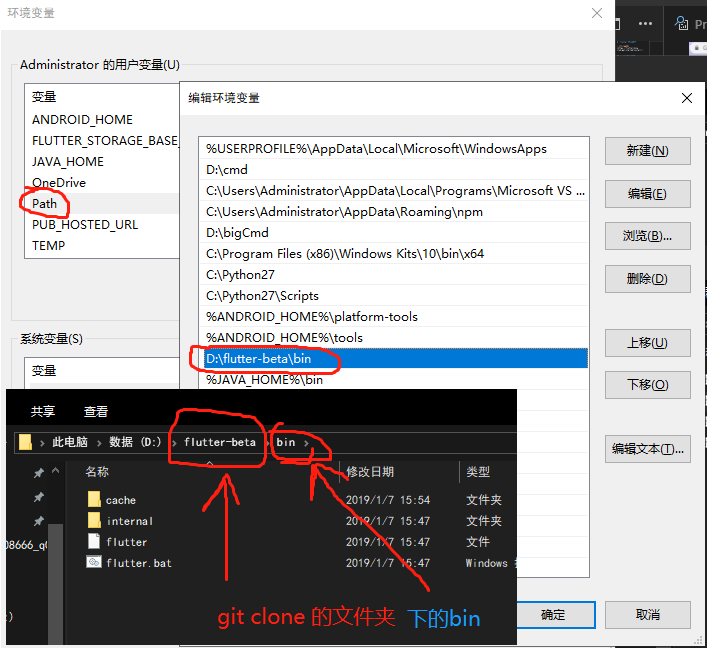 环境变量
Administrator 的用户变量(U)
变量
ANDROID_HOME
FLUTTER_STORAGE_BASE_
JAVA_HOME
OneDrive
Path
PUB_HOSTED_URL
TEMP
系统变量(S)
变量
编辑环境变量
%USERPROFILE%\AppData\Local\Microsoft\WindowsApps
D:\cmd
C:\Users\Administrator\AppData\Local\Programs\Microsoft VS ...
C:\Users\Administrator\AppData\Roaming\npm
D:\bigCmd
C:\Program Files (x86)\Windows Kits\10\bin\x64
C:\Python27
C:\Python27\Scripts
%ANDROID_HOME%\platform-tools
%ANDROID_HOME%\tools
D:\flutter-beta\bin
%JAVA_HOME%\bin
新建(N)
编辑(E)
浏览(B)...
删除(D)
上移(U)
下移(O)
编辑文本(T)...
确定
取消
共享 查看
此电脑 数据 (D:) flutter-beta bin
名称 修改日期 类型
cache 2019/1/7 15:54 文件夹
internal 2019/1/7 15:47 文件夹
flutter 2019/1/7 15:47 文件
flutter.bat 2019/1/7 15:47 Windows
git clone 的文件夹 下的bin